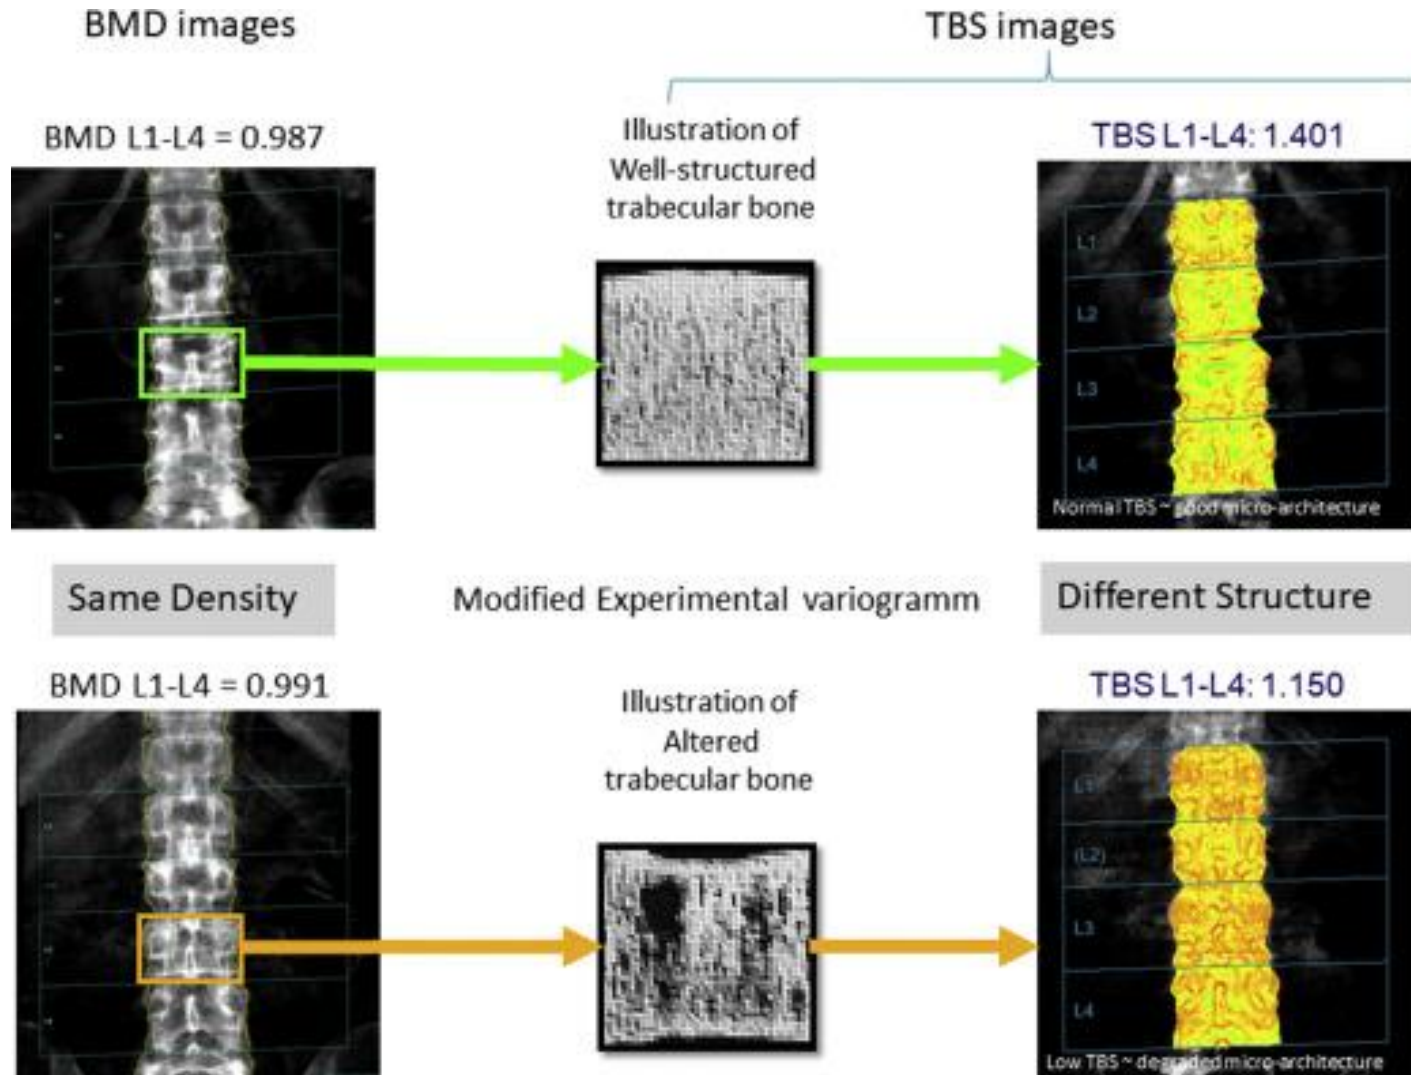 BMD images
TBS images
BMD L1-L4 = 0.987
Illustration of
Well-structured
trabecular bone
TBS L1-L4: 1.401
L1
L2
L3
L4
Normal TBS ~ good micro-architecture
Same Density
Modified Experimental variogramm
Different Structure
BMD L1-L4 = 0.991
Illustration of
Altered
trabecular bone
TBS L1-L4: 1.150
L1
(L2)
L3
L4
Low TBS ~ degraded micro-architecture